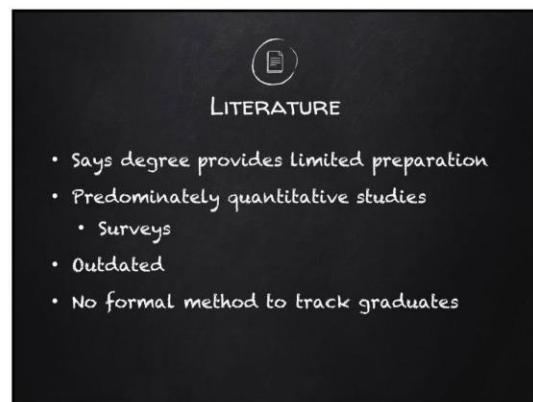 LITERATURE
• Says degree provides limited preparation
• Predominately quantitative studies
• Surveys
• Outdated
• No formal method to track graduates